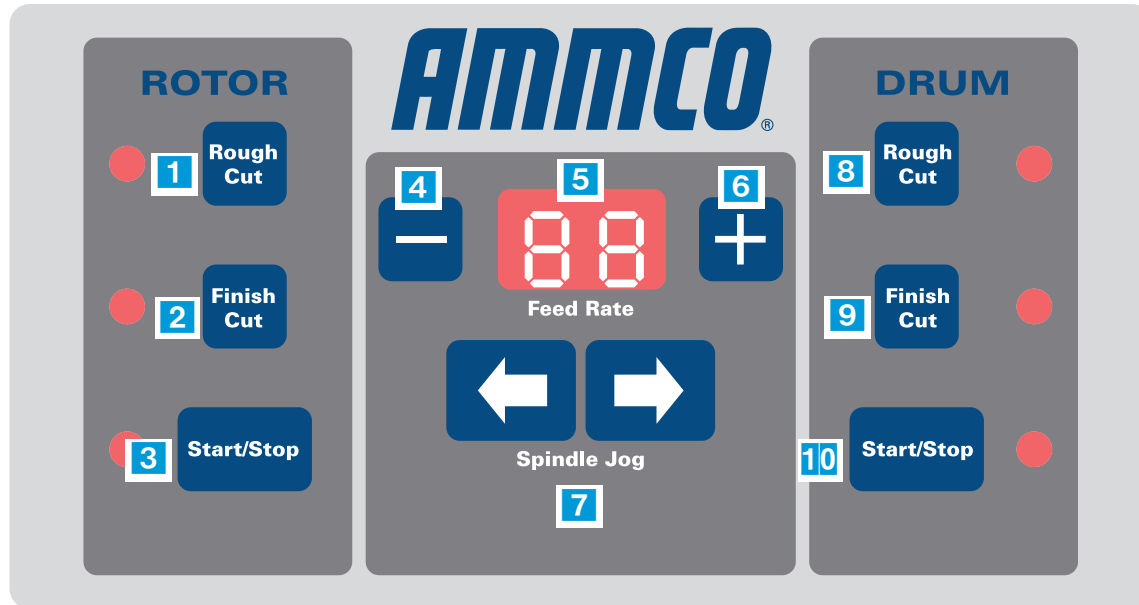 AMMCO®
ROTOR
1
Rough
Cut
2
Finish
Cut
3
Start/Stop
4
−
5
88
6
+
Feed Rate
Spindle Jog
7
DRUM
8
Rough
Cut
9
Finish
Cut
10
Start/Stop